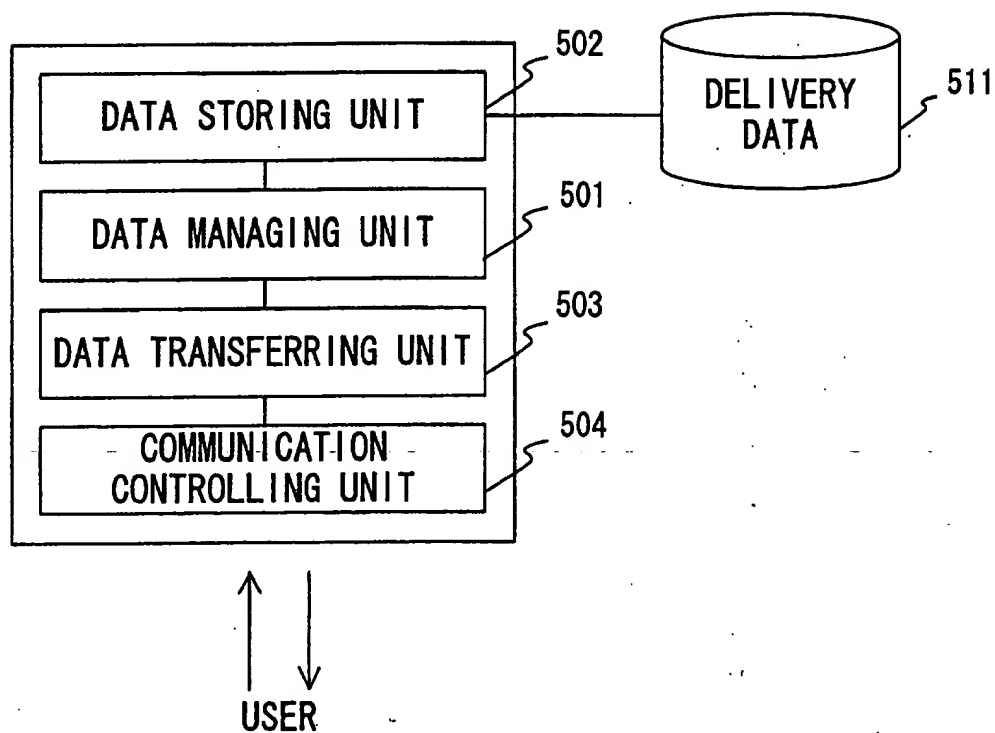 502
DATA STORING UNIT
DELIVERY
DATA
511
501
DATA MANAGING UNIT
503
DATA TRANSFERRING UNIT
504
COMMUNICATION
CONTROLLING UNIT
USER